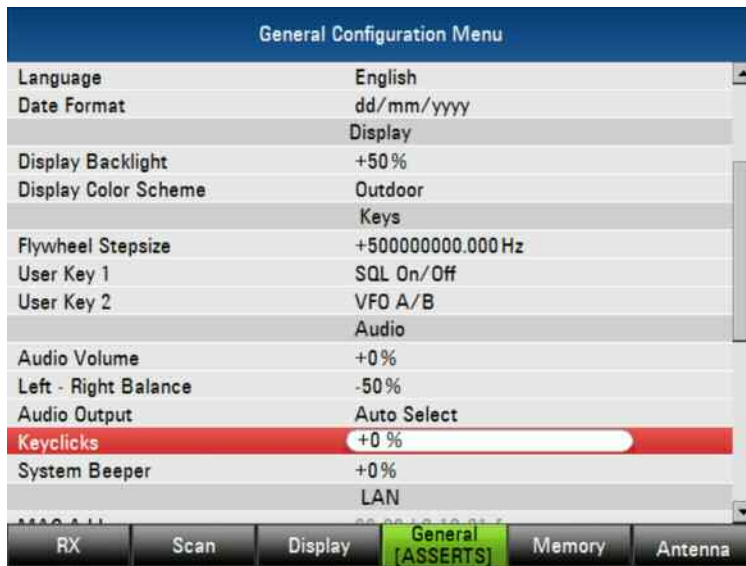 General Configuration Menu
Language English
Date Format dd/mm/yyyy
Display
Display Backlight +50%
Display Color Scheme Outdoor
Keys
Flywheel Stepsize +500000000.000 Hz
User Key 1 SQL On/Off
User Key 2 VFO A/B
Audio
Audio Volume +0%
Left - Right Balance -50%
Audio Output Auto Select
Keyclicks +0 %
System Beeper +0%
LAN
RX Scan Display General [ASSERTS] Memory Antenna